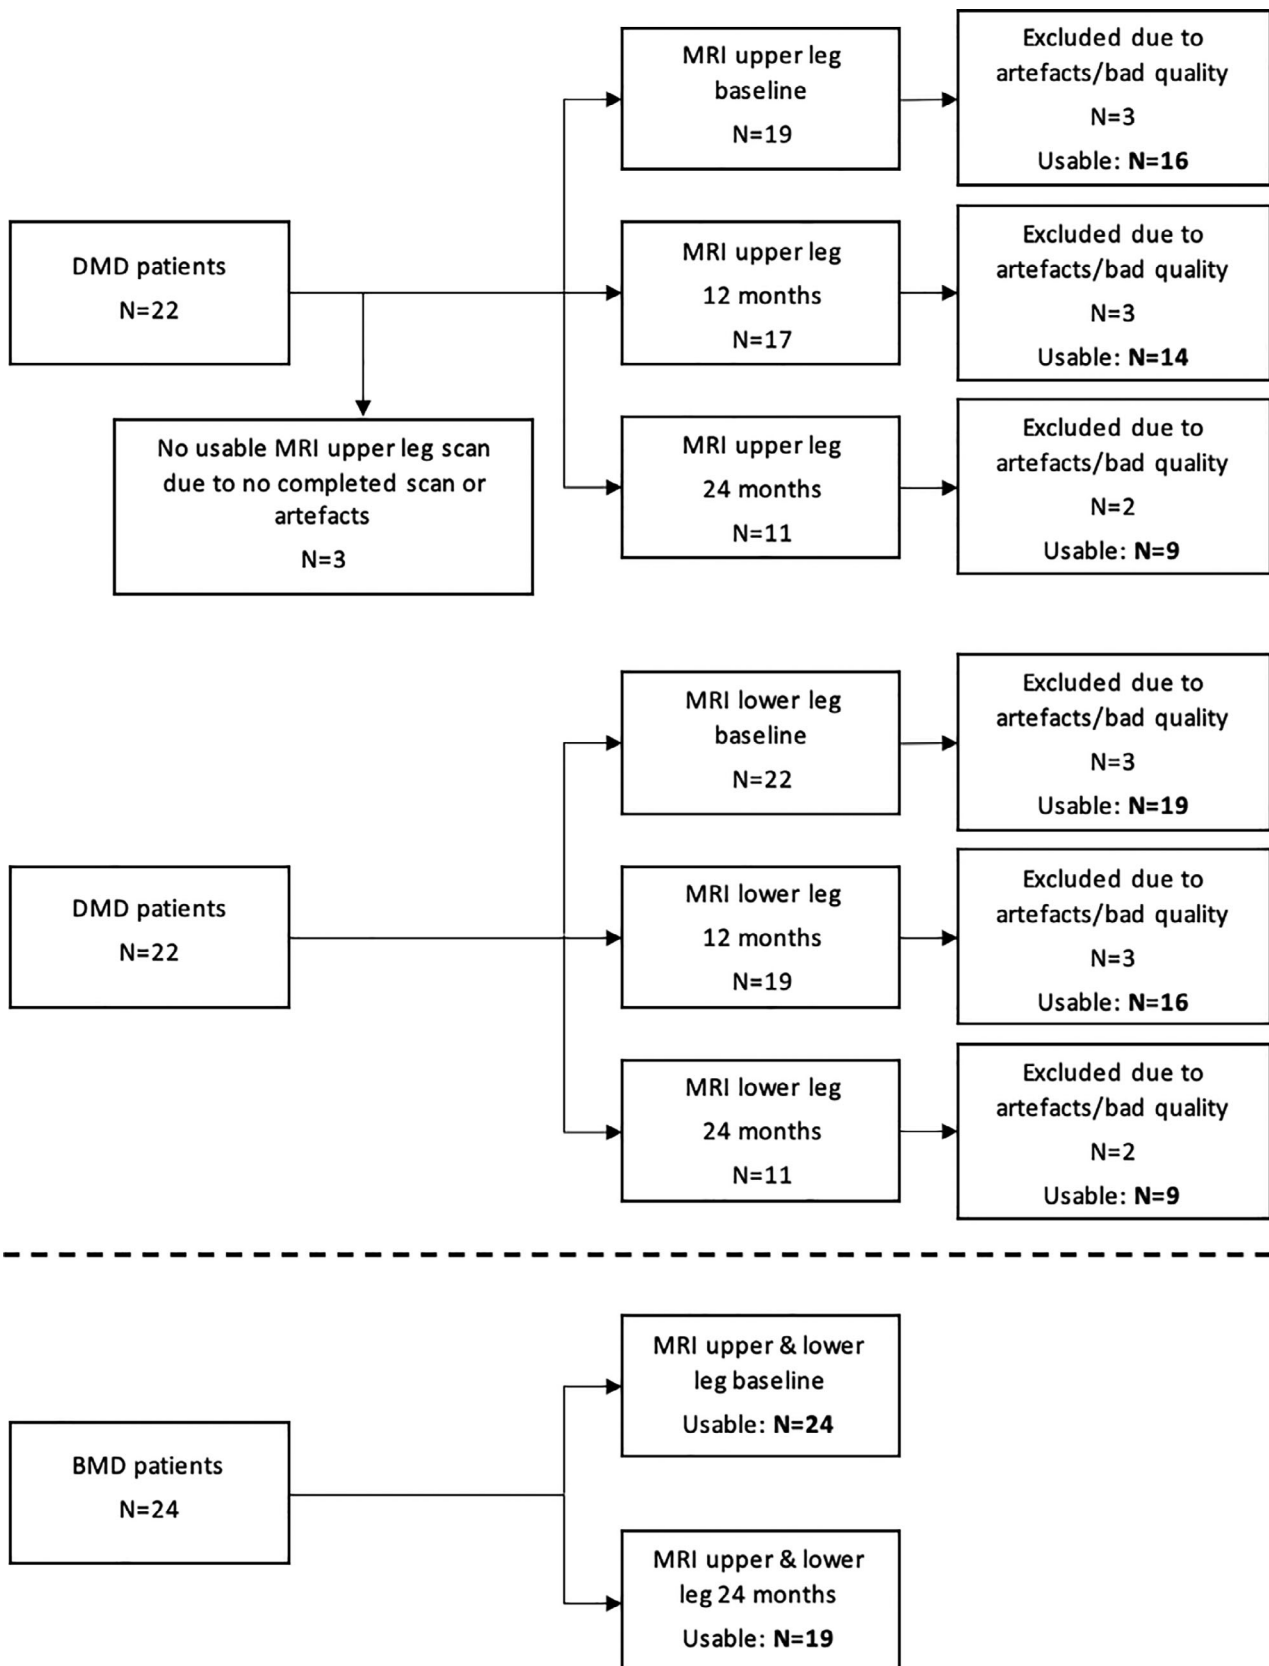 DMD patients
N=22
No usable MRI upper leg scan
due to no completed scan or
artefacts
N=3
MRI upper leg
baseline
N=19
Excluded due to
artefacts/bad quality
N=3
Usable: N=16
MRI upper leg
12 months
N=17
Excluded due to
artefacts/bad quality
N=3
Usable: N=14
MRI upper leg
24 months
N=11
Excluded due to
artefacts/bad quality
N=2
Usable: N=9
DMD patients
N=22
MRI lower leg
baseline
N=22
Excluded due to
artefacts/bad quality
N=3
Usable: N=19
MRI lower leg
12 months
N=19
Excluded due to
artefacts/bad quality
N=3
Usable: N=16
MRI lower leg
24 months
N=11
Excluded due to
artefacts/bad quality
N=2
Usable: N=9
BMD patients
N=24
MRI upper & lower
leg baseline
Usable: N=24
MRI upper & lower
leg 24 months
Usable: N=19